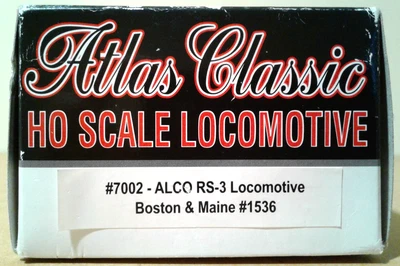 Atlas Classic
HO SCALE LOCOMOTIVE
#7002 - ALCO RS-3 Locomotive
Boston & Maine #1536